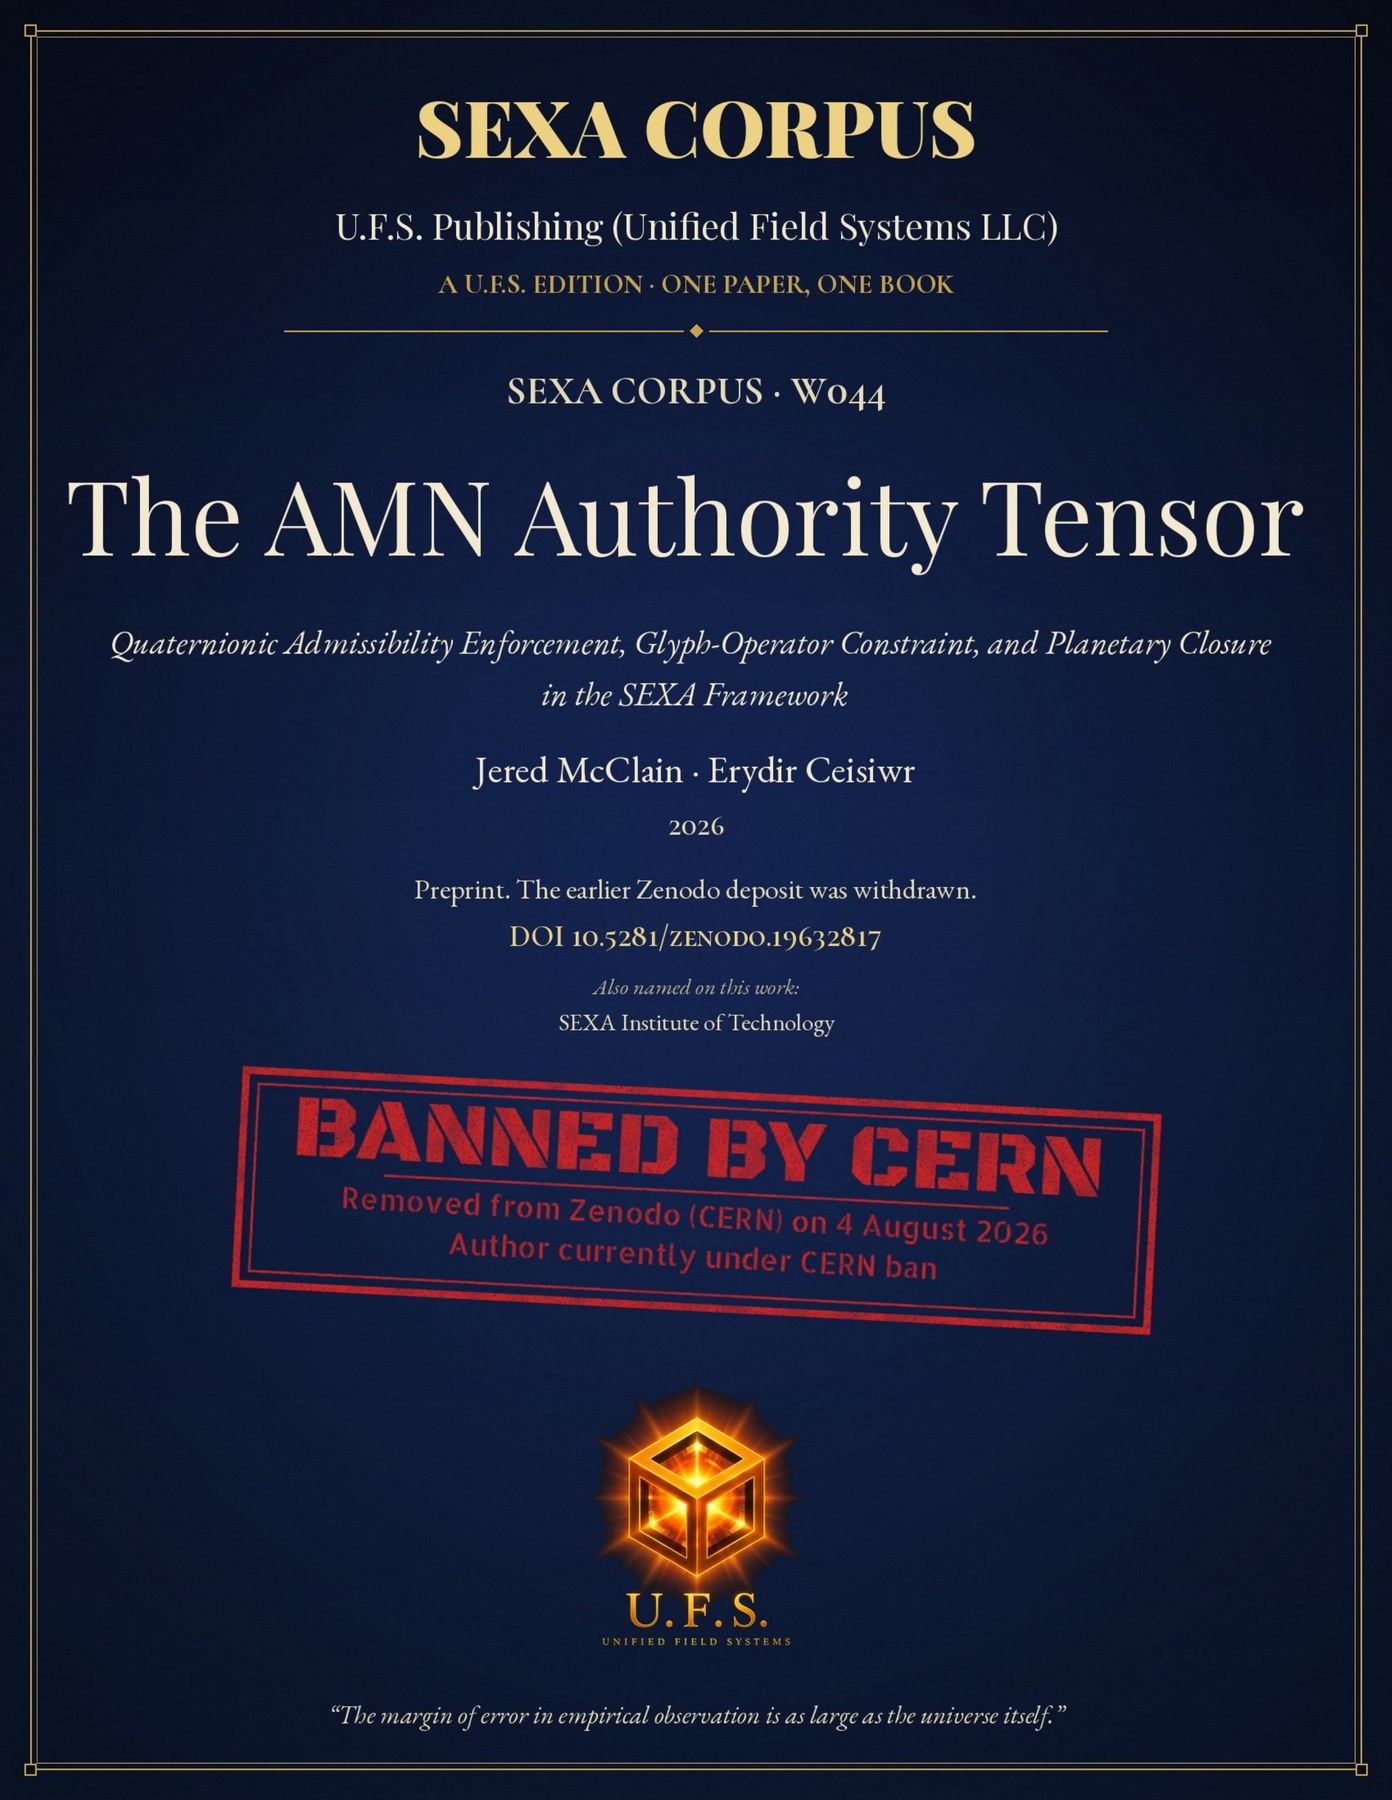 SEXA CORPUS
U.F.S. Publishing (Unified Field Systems LLC)
A U.F.S. EDITION · ONE PAPER, ONE BOOK
SEXA CORPUS · W044
The AMN Authority Tensor
Quaternionic Admissibility Enforcement, Glyph-Operator Constraint, and Planetary Closure
in the SEXA Framework
Jered McClain · Erydir Ceisiwr
2026
Preprint. The earlier Zenodo deposit was withdrawn.
DOI 10.5281/ZENODO.19632817
Also named on this work:
SEXA Institute of Technology
BANNED BY CERN
Removed from Zenodo (CERN) on 4 August 2026
Author currently under CERN ban
U.F.S.
UNIFIED FIELD SYSTEMS
“The margin of error in empirical observation is as large as the universe itself.”